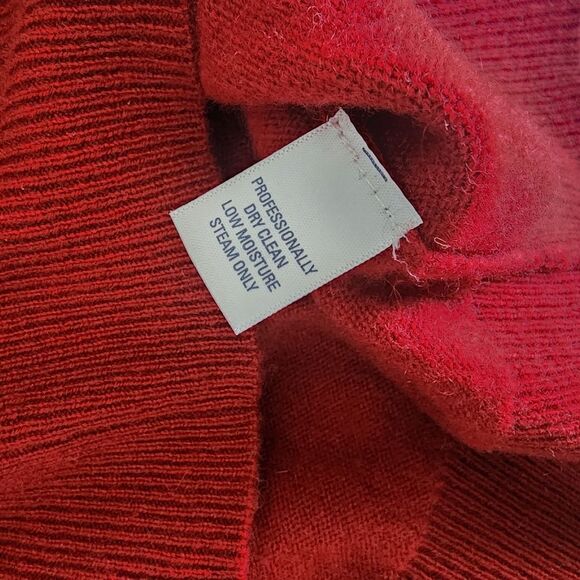 PROFESSIONALLY
DRY CLEAN
LOW MOISTURE
STEAM ONLY